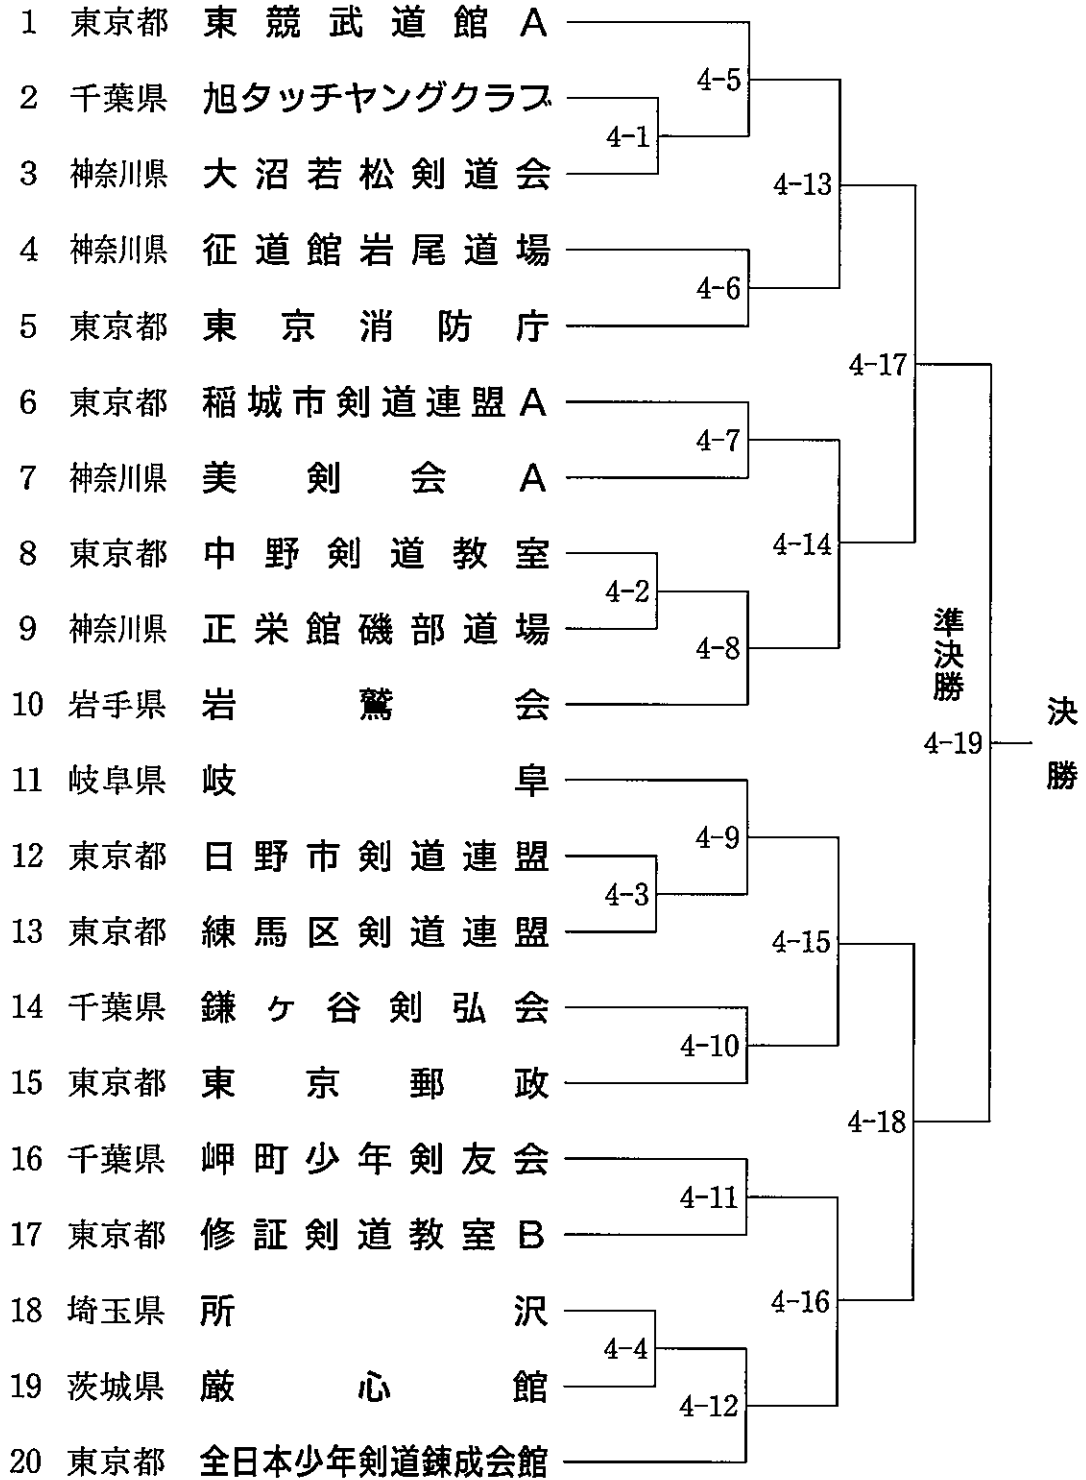 1 東京都 東競武道館A
4-5
2 千葉県 旭タッチヤングクラブ
4-1
3 神奈川県 大沼若松剣道会
4-13
4 神奈川県 征道館岩尾道場
4-6
5 東京都 東京消防庁
4-17
6 東京都 稲城市剣道連盟A
4-7
7 神奈川県 美剣会A
4-14
8 東京都 中野剣道教室
4-2
9 神奈川県 正栄館磯部道場
4-8
準決勝
10 岩手県 岩鷲会
4-19
決勝
11 岐阜県 岐阜
4-9
12 東京都 日野市剣道連盟
4-3
13 東京都 練馬区剣道連盟
4-15
14 千葉県 鎌ヶ谷剣弘会
4-10
15 東京都 東京郵政
4-18
16 千葉県 岬町少年剣友会
4-11
17 東京都 修証剣道教室B
4-16
18 埼玉県 所沢
4-4
19 茨城県 厳心館
4-12
20 東京都 全日本少年剣道錬成会館